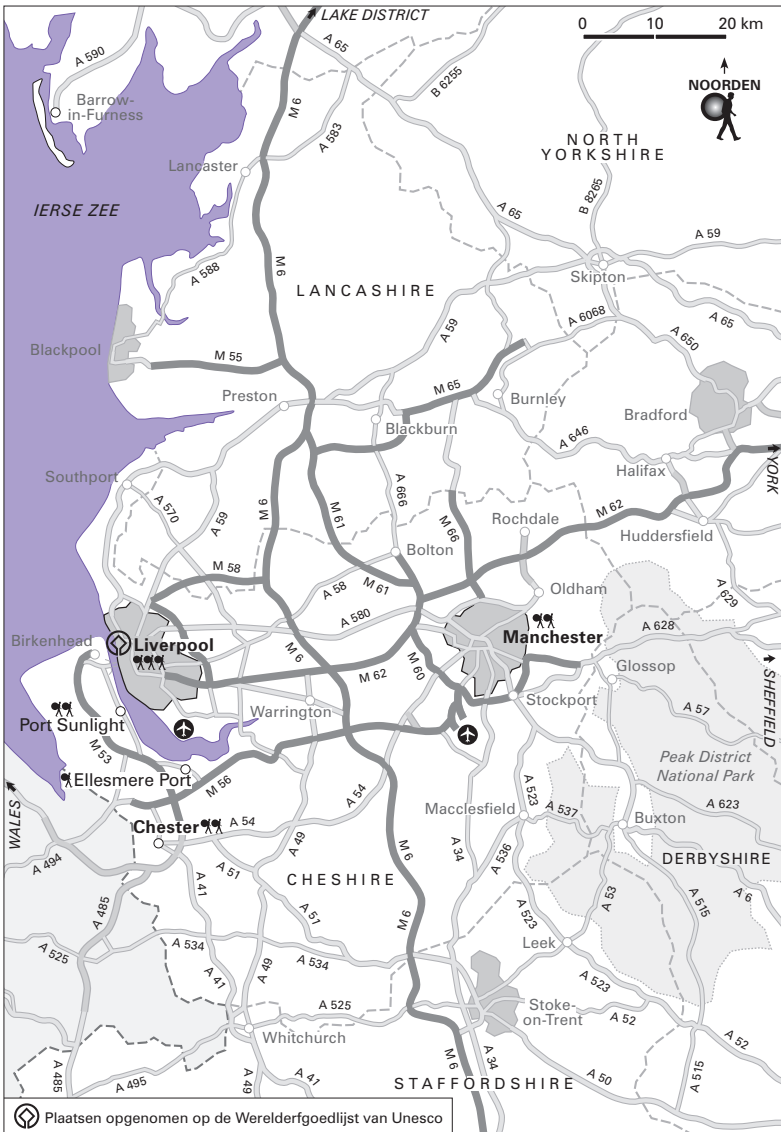 LAKE DISTRICT
0 10 20 km
NOORDEN
A 590
A 65
B 6255
M 6
A 583
Barrow-
in-Furness
NORTH
YORKSHIRE
Lancaster
B 8265
IERSE ZEE
A 65
A 59
M 6
A 588
Skipton
LANCASHIRE
A 6068
A 65
A 59
A 650
Blackpool
M 55
M 65
Preston
Burnley
Bradford
Blackburn
A 646
Halifax
YORK
Southport
A 570
A 59
M 6
M 61
A 666
M 66
Rochdale
M 62
Huddersfield
Bolton
M 58
A 58
M 61
Oldham
A 629
A 580
Birkenhead
Liverpool
Manchester
A 628
M 6
M 62
M 60
Glossop
SHEFFIELD
Warrington
Stockport
A 57
Port Sunlight
M 53
Peak District
National Park
Ellesmere Port
M 56
WALES
A 54
Macclesfield
A 523
A 537
A 623
Chester
A 54
Buxton
A 494
A 49
M 6
A 34
A 536
DERBYSHIRE
A 41
A 51
CHESHIRE
A 53
A 6
A 485
A 51
A 523
A 515
A 525
A 534
A 534
M 6
Leek
A 41
A 49
A 523
A 525
Stoke-
on-Trent
A 52
Whitchurch
A 52
A 485
A 495
A 49
A 41
M 6
A 34
A 50
A 515
STAFFORDSHIRE
Plaatsen opgenomen op de Werelderfgoedlijst van Unesco